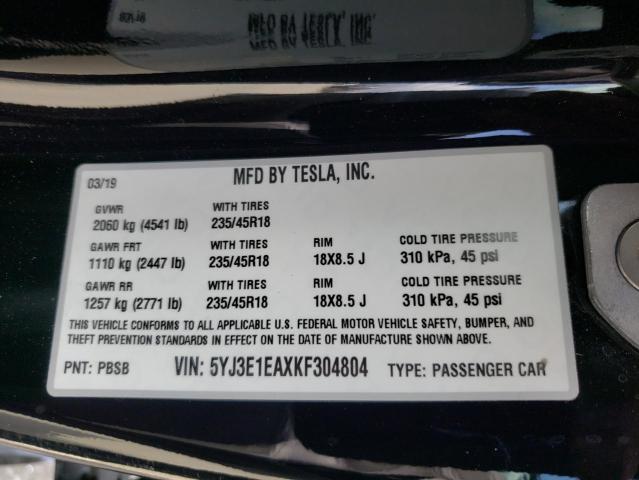 03/19 MFD BY TESLA, INC.
GVWR WITH TIRES
2060 kg (4541 lb) 235/45R18
GAWR FRT WITH TIRES RIM COLD TIRE PRESSURE
1110 kg (2447 lb) 235/45R18 18X8.5 J 310 kPa, 45 psi
GAWR RR WITH TIRES RIM COLD TIRE PRESSURE
1257 kg (2771 lb) 235/45R18 18X8.5 J 310 kPa, 45 psi
THIS VEHICLE CONFORMS TO ALL APPLICABLE U.S. FEDERAL MOTOR VEHICLE SAFETY, BUMPER, AND
THEFT PREVENTION STANDARDS IN EFFECT ON THE DATE OF MANUFACTURE SHOWN ABOVE.
PNT: PBSB VIN: 5YJ3E1EAXKF304804 TYPE: PASSENGER CAR